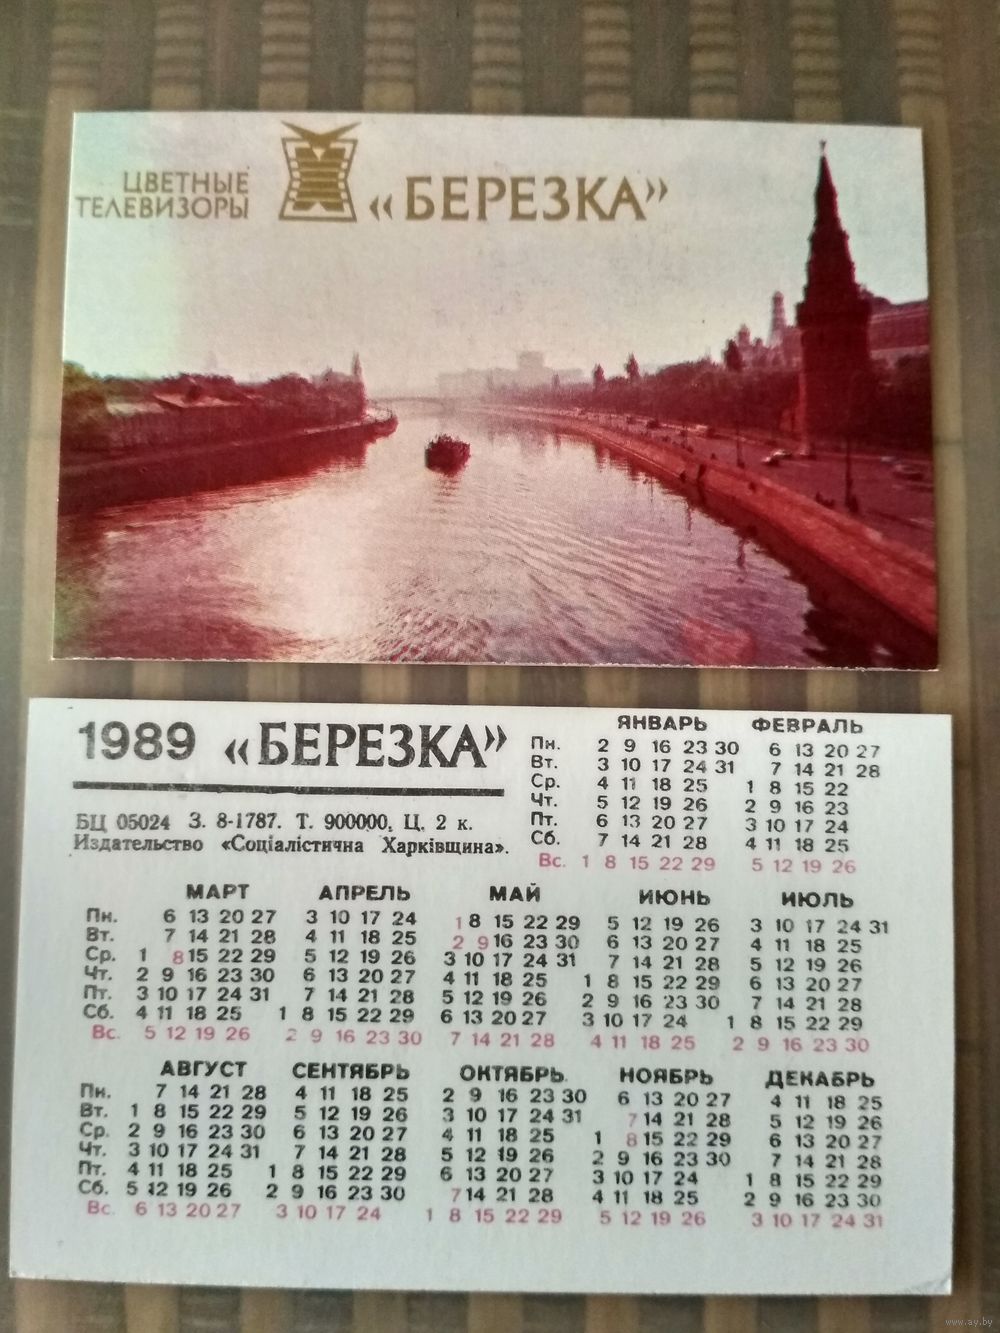 ЦВЕТНЫЕ
ТЕЛЕВИЗОРЫ
«БЕРЕЗКА»
1989 «БЕРЕЗКА»
БЦ 05024 З. 8-1787. Т. 900000. Ц. 2 к.
Издательство «Соціалістична Харківщина».
ЯНВАРЬ ФЕВРАЛЬ
Пн. 2 9 16 23 30 6 13 20 27
Вт. 3 10 17 24 31 7 14 21 28
Ср. 4 11 18 25 1 8 15 22
Чт. 5 12 19 26 2 9 16 23
Пт. 6 13 20 27 3 10 17 24
Сб. 7 14 21 28 4 11 18 25
Вс. 1 8 15 22 29 5 12 19 26
МАРТ АПРЕЛЬ МАЙ ИЮНЬ ИЮЛЬ
Пн. 6 13 20 27 3 10 17 24 1 8 15 22 29 5 12 19 26 3 10 17 24 31
Вт. 7 14 21 28 4 11 18 25 2 9 16 23 30 6 13 20 27 4 11 18 25
Ср. 1 8 15 22 29 5 12 19 26 3 10 17 24 31 7 14 21 28 5 12 19 26
Чт. 2 9 16 23 30 6 13 20 27 4 11 18 25 1 8 15 22 29 6 13 20 27
Пт. 3 10 17 24 31 7 14 21 28 5 12 19 26 2 9 16 23 30 7 14 21 28
Сб. 4 11 18 25 1 8 15 22 29 6 13 20 27 3 10 17 24 1 8 15 22 29
Вс. 5 12 19 26 2 9 16 23 30 7 14 21 28 4 11 18 25 2 9 16 23 30
АВГУСТ СЕНТЯБРЬ ОКТЯБРЬ НОЯБРЬ ДЕКАБРЬ
Пн. 7 14 21 28 4 11 18 25 2 9 16 23 30 6 13 20 27 4 11 18 25
Вт. 1 8 15 22 29 5 12 19 26 3 10 17 24 31 7 14 21 28 5 12 19 26
Ср. 2 9 16 23 30 6 13 20 27 4 11 18 25 1 8 15 22 29 6 13 20 27
Чт. 3 10 17 24 31 7 14 21 28 5 12 19 26 2 9 16 23 30 7 14 21 28
Пт. 4 11 18 25 1 8 15 22 29 6 13 20 27 3 10 17 24 1 8 15 22 29
Сб. 5 12 19 26 2 9 16 23 30 7 14 21 28 4 11 18 25 2 9 16 23 30
Вс. 6 13 20 27 3 10 17 24 1 8 15 22 29 5 12 19 26 3 10 17 24 31
www.ay.by